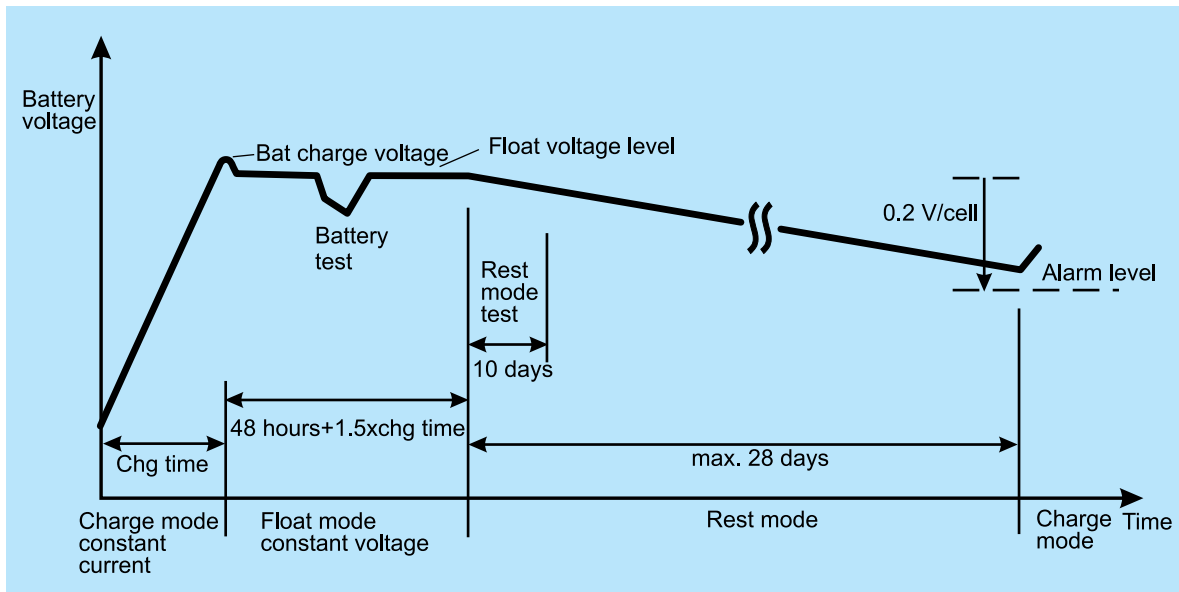 Battery
voltage
Bat charge voltage
Float voltage level
Battery
test
Rest
mode
test
10 days
0.2 V/cell
Alarm level
48 hours+1.5xchg time
Chg time
max. 28 days
Charge mode
constant
current
Float mode
constant voltage
Rest mode
Charge
mode
Time